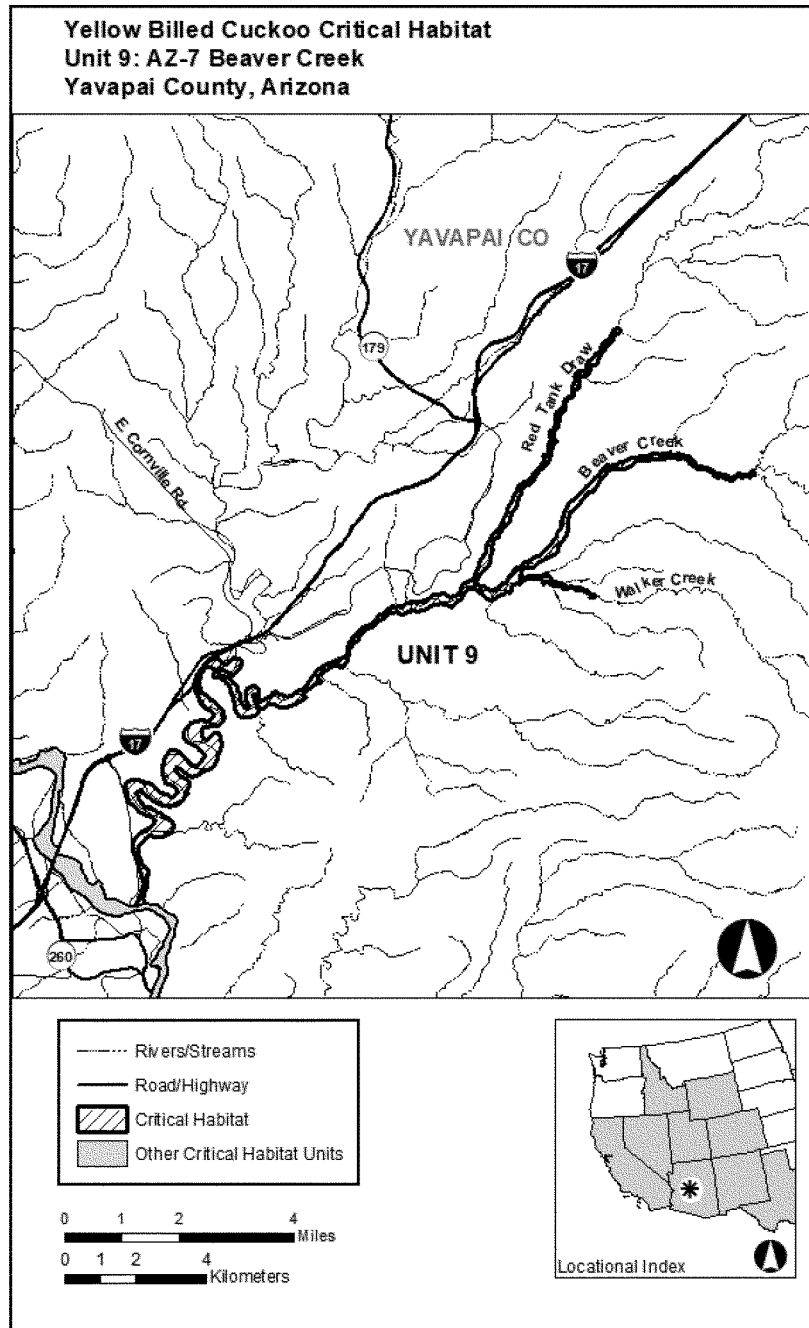 Yellow Billed Cuckoo Critical Habitat
Unit 9: AZ-7 Beaver Creek
Yavapai County, Arizona
YAVAPAI CO
17
179
Red Tank Draw
E Cornville Rd
Beaver Creek
Walker Creek
UNIT 9
17
260
Rivers/Streams
Road/Highway
Critical Habitat
Other Critical Habitat Units
0 1 2 4
Miles
0 1 2 4
Kilometers
Locational Index